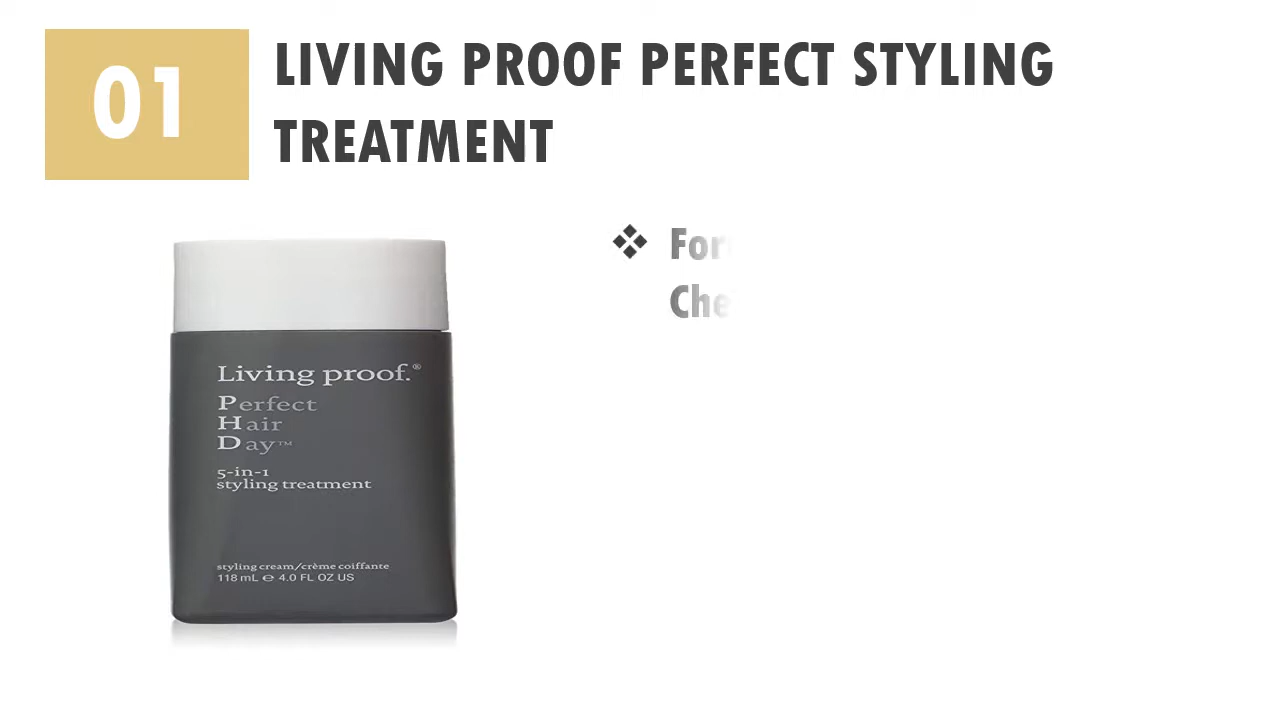 01
LIVING PROOF PERFECT STYLING
TREATMENT
Living proof.®
Perfect
Hair
Day™
5-in-1
styling treatment
styling cream/crème coiffante
118 mL ℮ 4.0 FL OZ US